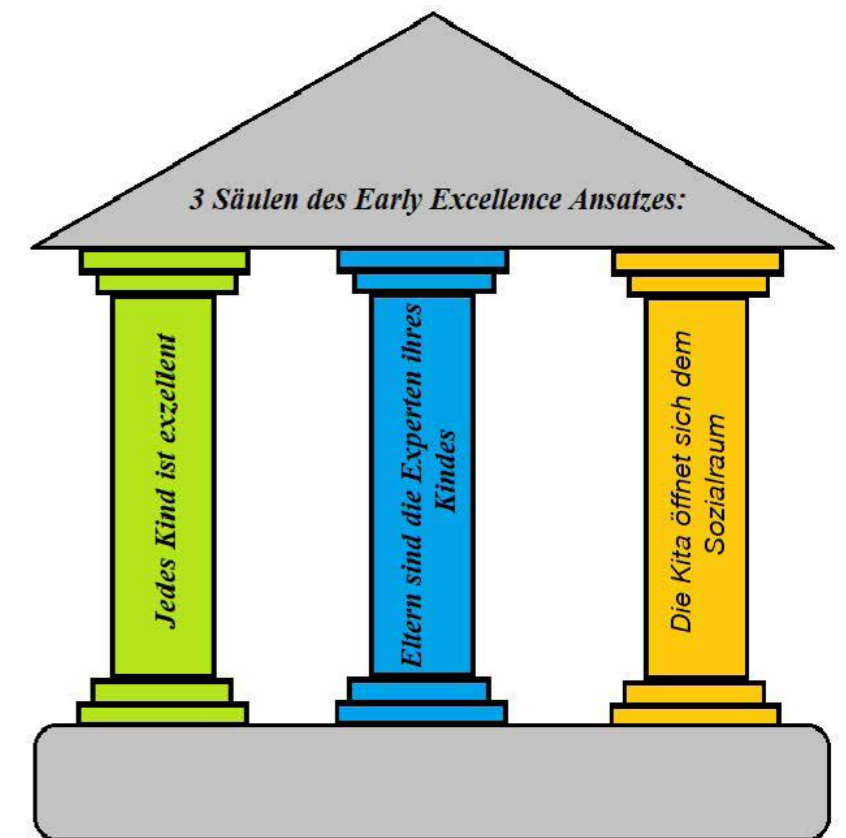 3 Säulen des Early Excellence Ansatzes:
Jedes Kind ist exzellent
Eltern sind die Experten ihres
Kindes
Die Kita öffnet sich dem
Sozialraum